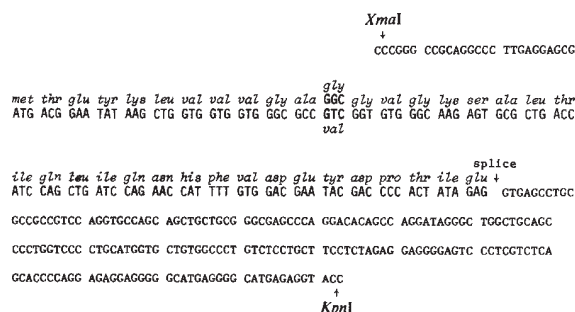 XmaI
↓
CCCGGG CCGCAGGCCC TTGAGGAGCG
gly
met thr glu tyr lys leu val val val gly ala GGC gly val gly lys ser ala leu thr
ATG ACG GAA TAT AAG CTG GTG GTG GTG GGC GCC GTC GGT GTG GGC AAG AGT GCG CTG ACC
val
splice
ile gln leu ile gln asn his phe val asp glu tyr asp pro thr ile glu ↓
ATC CAG CTG ATC CAG AAC CAT TTT GTG GACGAA TAC GAC CCC ACT ATA GAG GTGAGCCTGC
GCCGCCGTCC AGGTGCCAGC AGCTGCTGCG GGCGAGCCCA GGACACAGCC AGGATAGGGC TGGCTGCAGC
CCCTGGTCCC CTGCATGGTG CTGTGGCCCT GTCTCCTGCT TCCTCTAGAG GAGGGGAGTC CCTCGTCTCA
GCACCCCAGG AGAGGAGGGG GCATGAGGGG CATGAGAGGT ACC
↑
KpnI